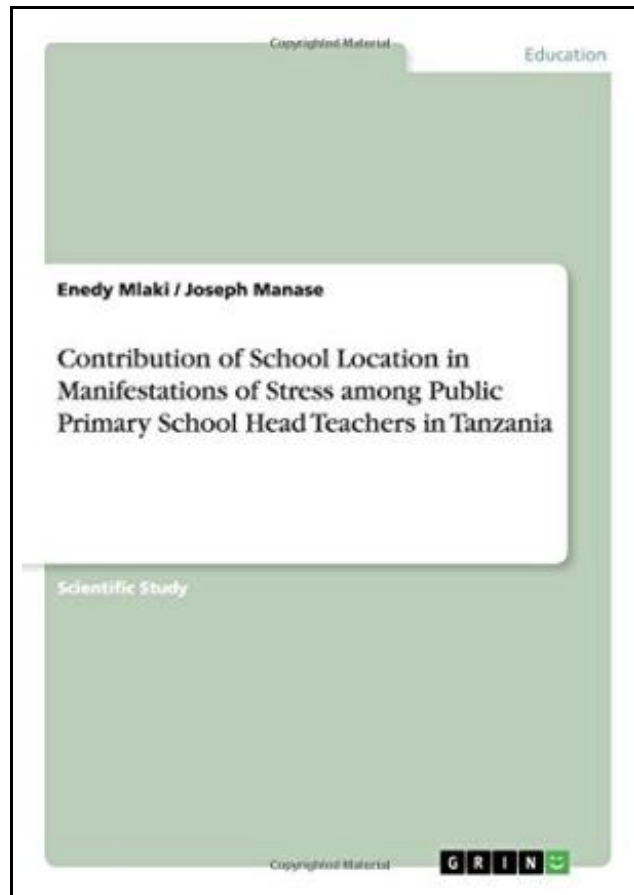 Copyrighted Material
Education
Enedy Mlaki / Joseph Manase
Contribution of School Location in
Manifestations of Stress among Public
Primary School Head Teachers in Tanzania
Scientific Study
Copyrighted Material
GRIN